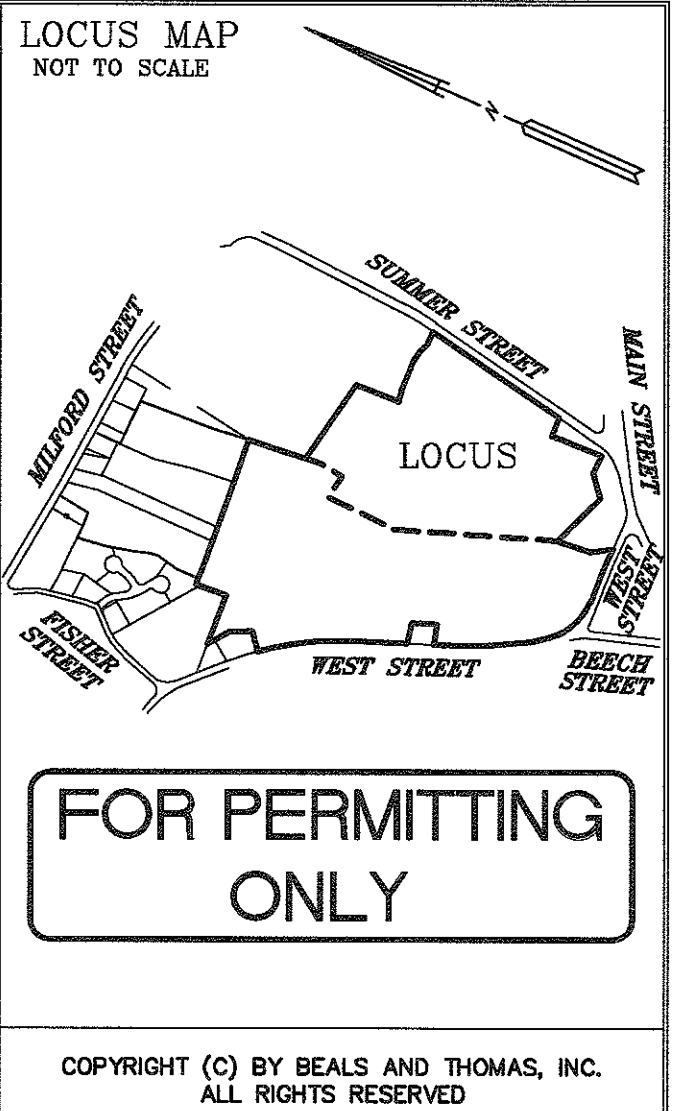 LOCUS MAP
NOT TO SCALE
N
SUMMER STREET
MAIN STREET
MILFORD STREET
LOCUS
WEST
STREET
FISHER
STREET
WEST STREET
BEECH
STREET
FOR PERMITTING
ONLY
COPYRIGHT (C) BY BEALS AND THOMAS, INC.
ALL RIGHTS RESERVED